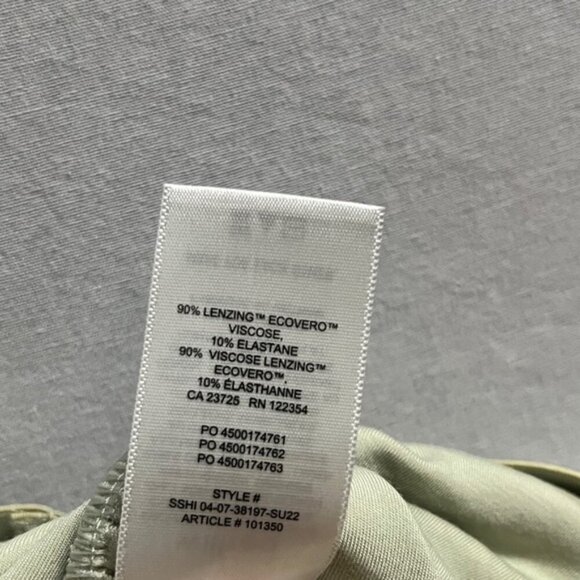 90% LENZING™ ECOVERO™
VISCOSE,
10% ELASTANE
90% VISCOSE LENZING™
ECOVERO™,
10% ÉLASTHANNE
CA 23725 RN 122354
PO 4500174761
PO 4500174762
PO 4500174763
STYLE #
SSHI 04-07-38197-SU22
ARTICLE # 101350